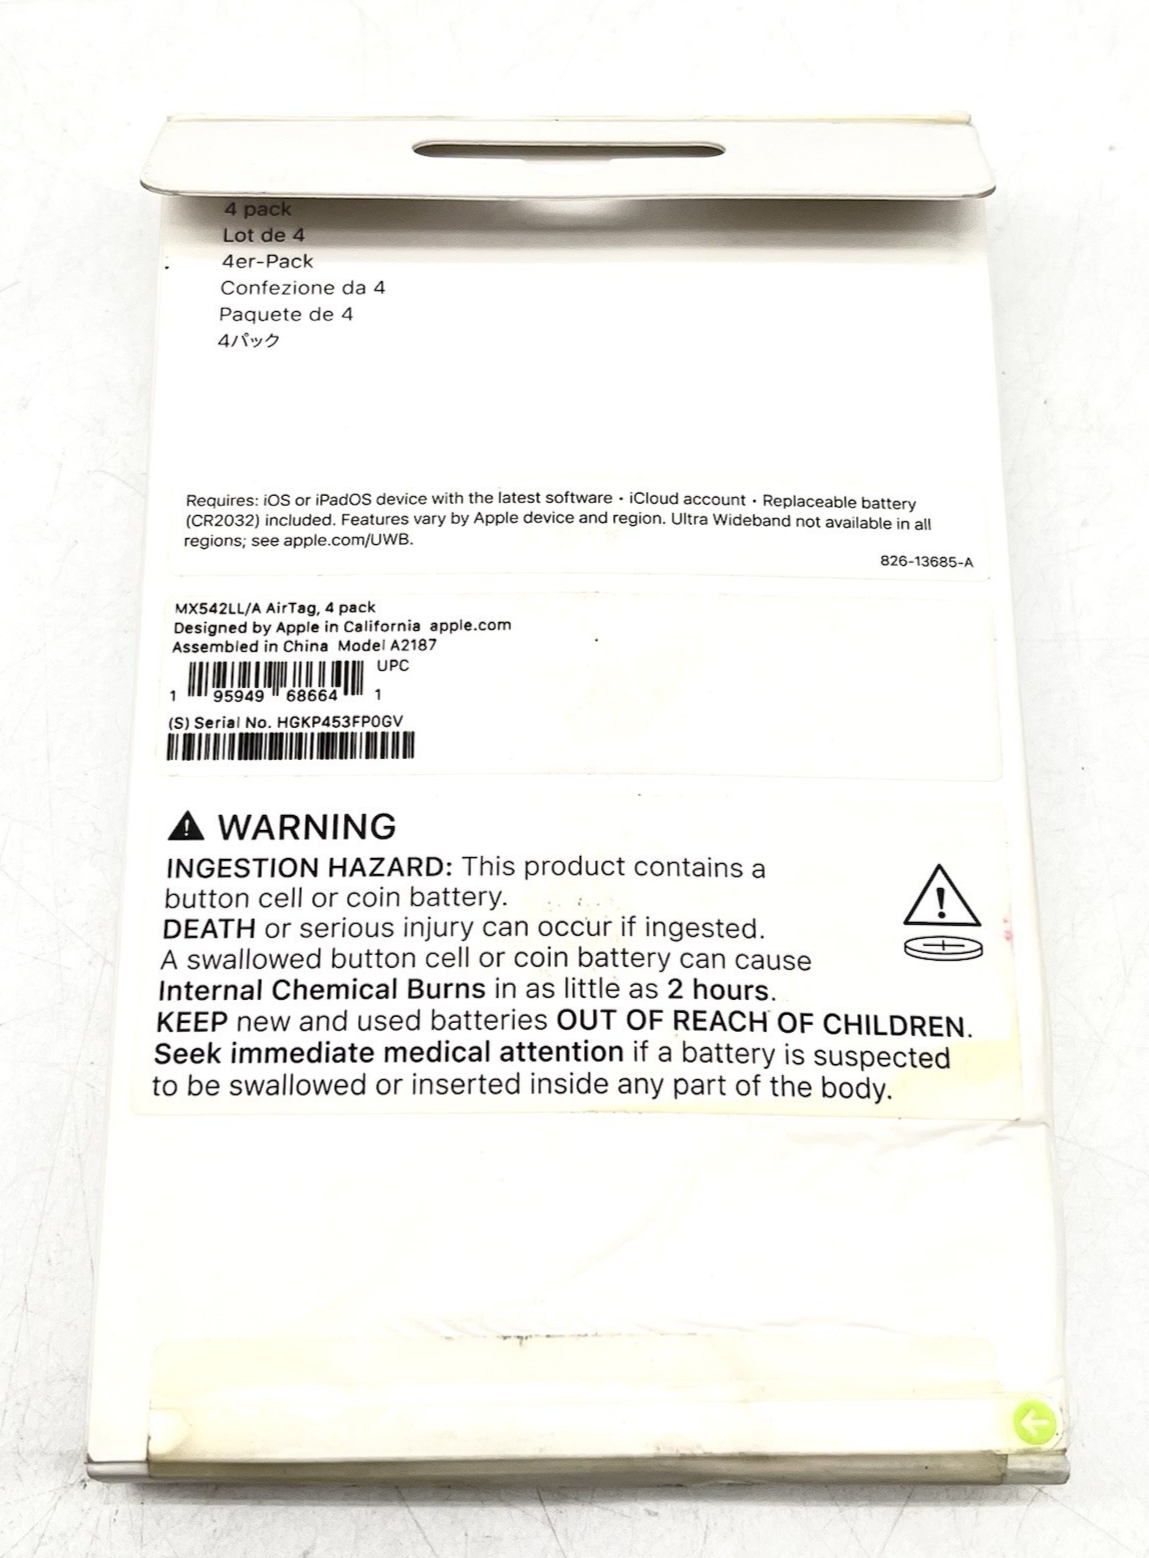 4 pack
Lot de 4
4er-Pack
Confezione da 4
Paquete de 4
4パック
Requires: iOS or iPadOS device with the latest software • iCloud account • Replaceable battery
(CR2032) included. Features vary by Apple device and region. Ultra Wideband not available in all
regions; see apple.com/UWB.
826-13685-A
MX542LL/A AirTag, 4 pack
Designed by Apple in California apple.com
Assembled in China Model A2187
UPC
1 95949 68664 1
(S) Serial No. HGKP453FP0GV
WARNING
INGESTION HAZARD: This product contains a
button cell or coin battery.
DEATH or serious injury can occur if ingested.
A swallowed button cell or coin battery can cause
Internal Chemical Burns in as little as 2 hours.
KEEP new and used batteries OUT OF REACH OF CHILDREN.
Seek immediate medical attention if a battery is suspected
to be swallowed or inserted inside any part of the body.